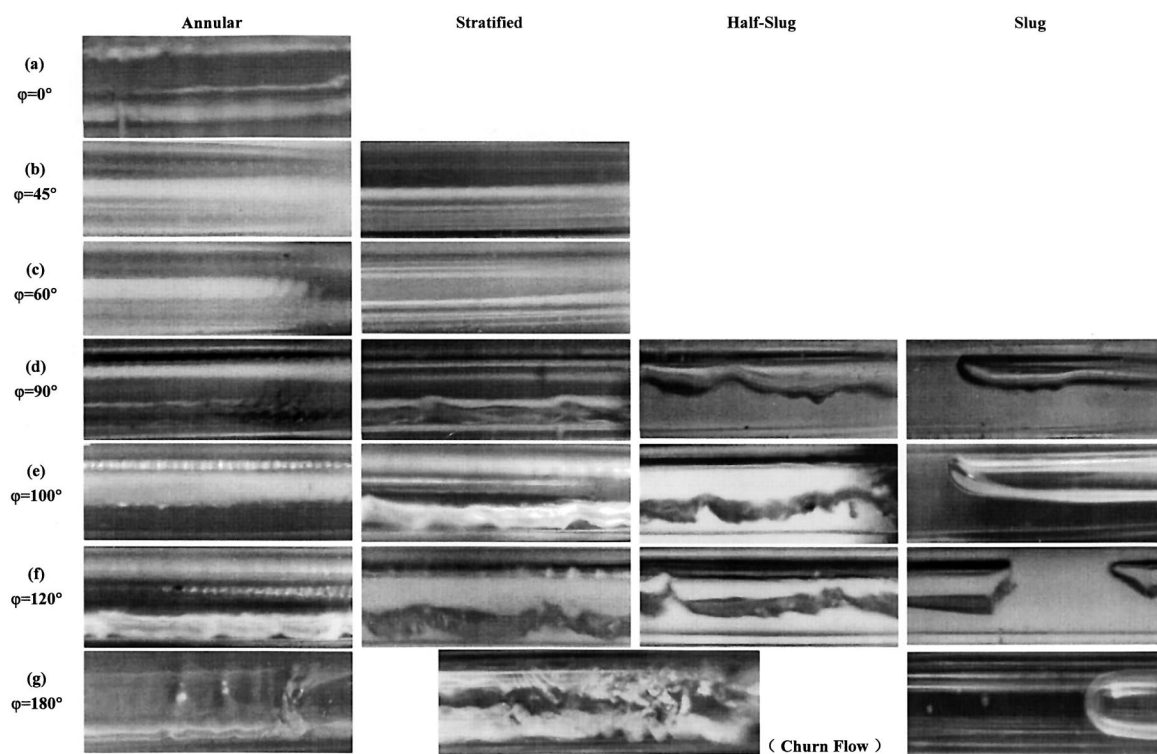 Annular Stratified Half-Slug Slug
(a)
φ=0°
(b)
φ=45°
(c)
φ=60°
(d)
φ=90°
(e)
φ=100°
(f)
φ=120°
(g)
φ=180°
( Churn Flow )